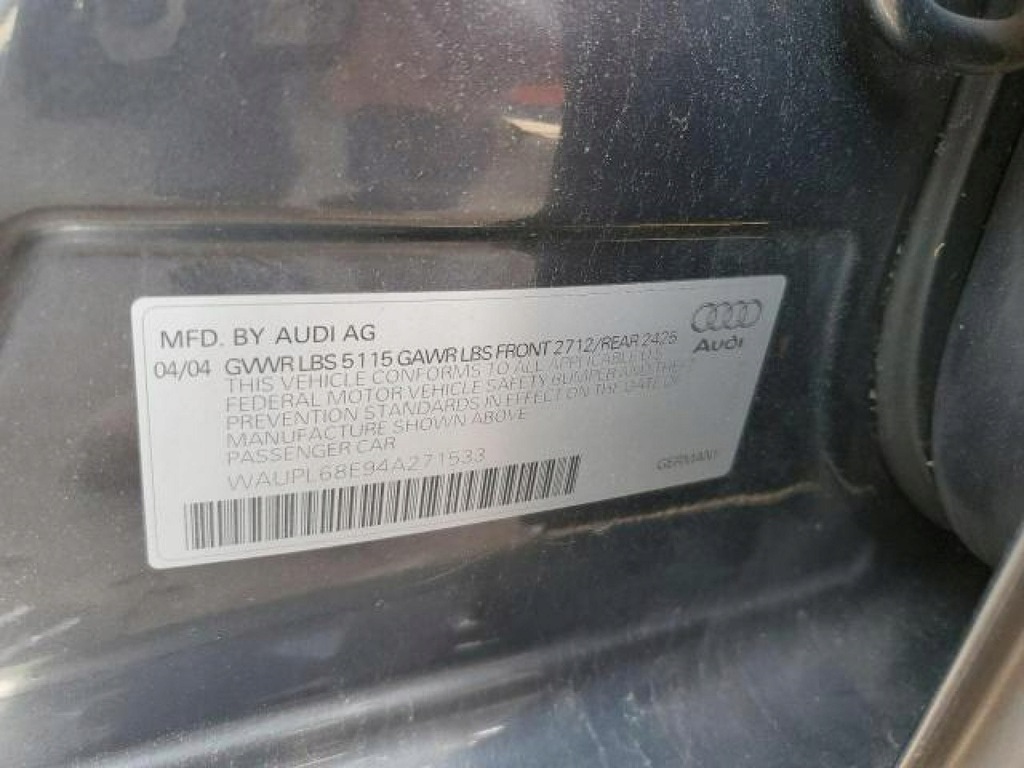 MFD. BY AUDI AG
Audi
04/04 GVWR LBS 5115 GAWR LBS FRONT 2712/REAR 2425
THIS VEHICLE CONFORMS TO ALL APPLICABLE U.S.
FEDERAL MOTOR VEHICLE SAFETY BUMPER AND THEFT
PREVENTION STANDARDS IN EFFECT ON THE DATE OF
MANUFACTURE SHOWN ABOVE
PASSENGER CAR
WAUPL68E94A271533
GERMANY